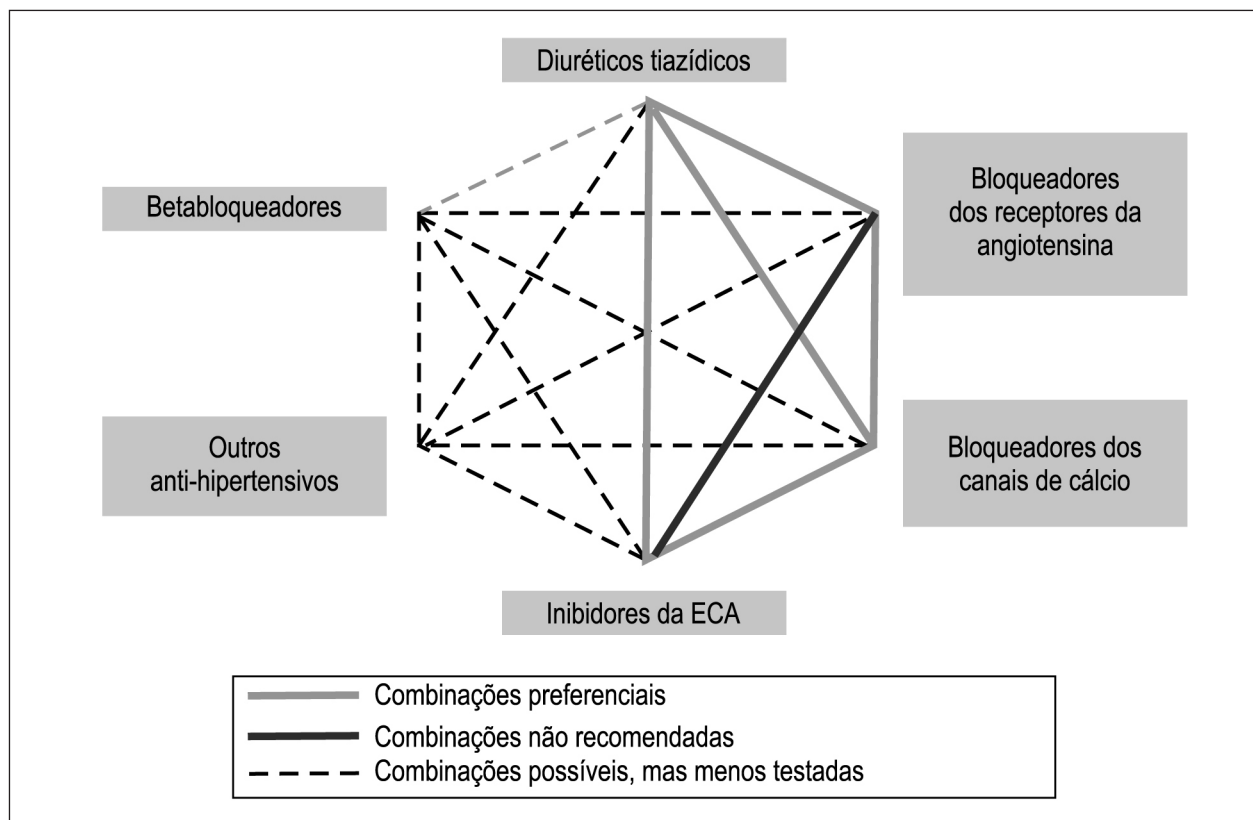 Diuréticos tiazídicos
Betabloqueadores
Bloqueadores
dos receptores da
angiotensina
Outros
anti-hipertensivos
Bloqueadores dos
canais de cálcio
Inibidores da ECA
Combinações preferenciais
Combinações não recomendadas
Combinações possíveis, mas menos testadas